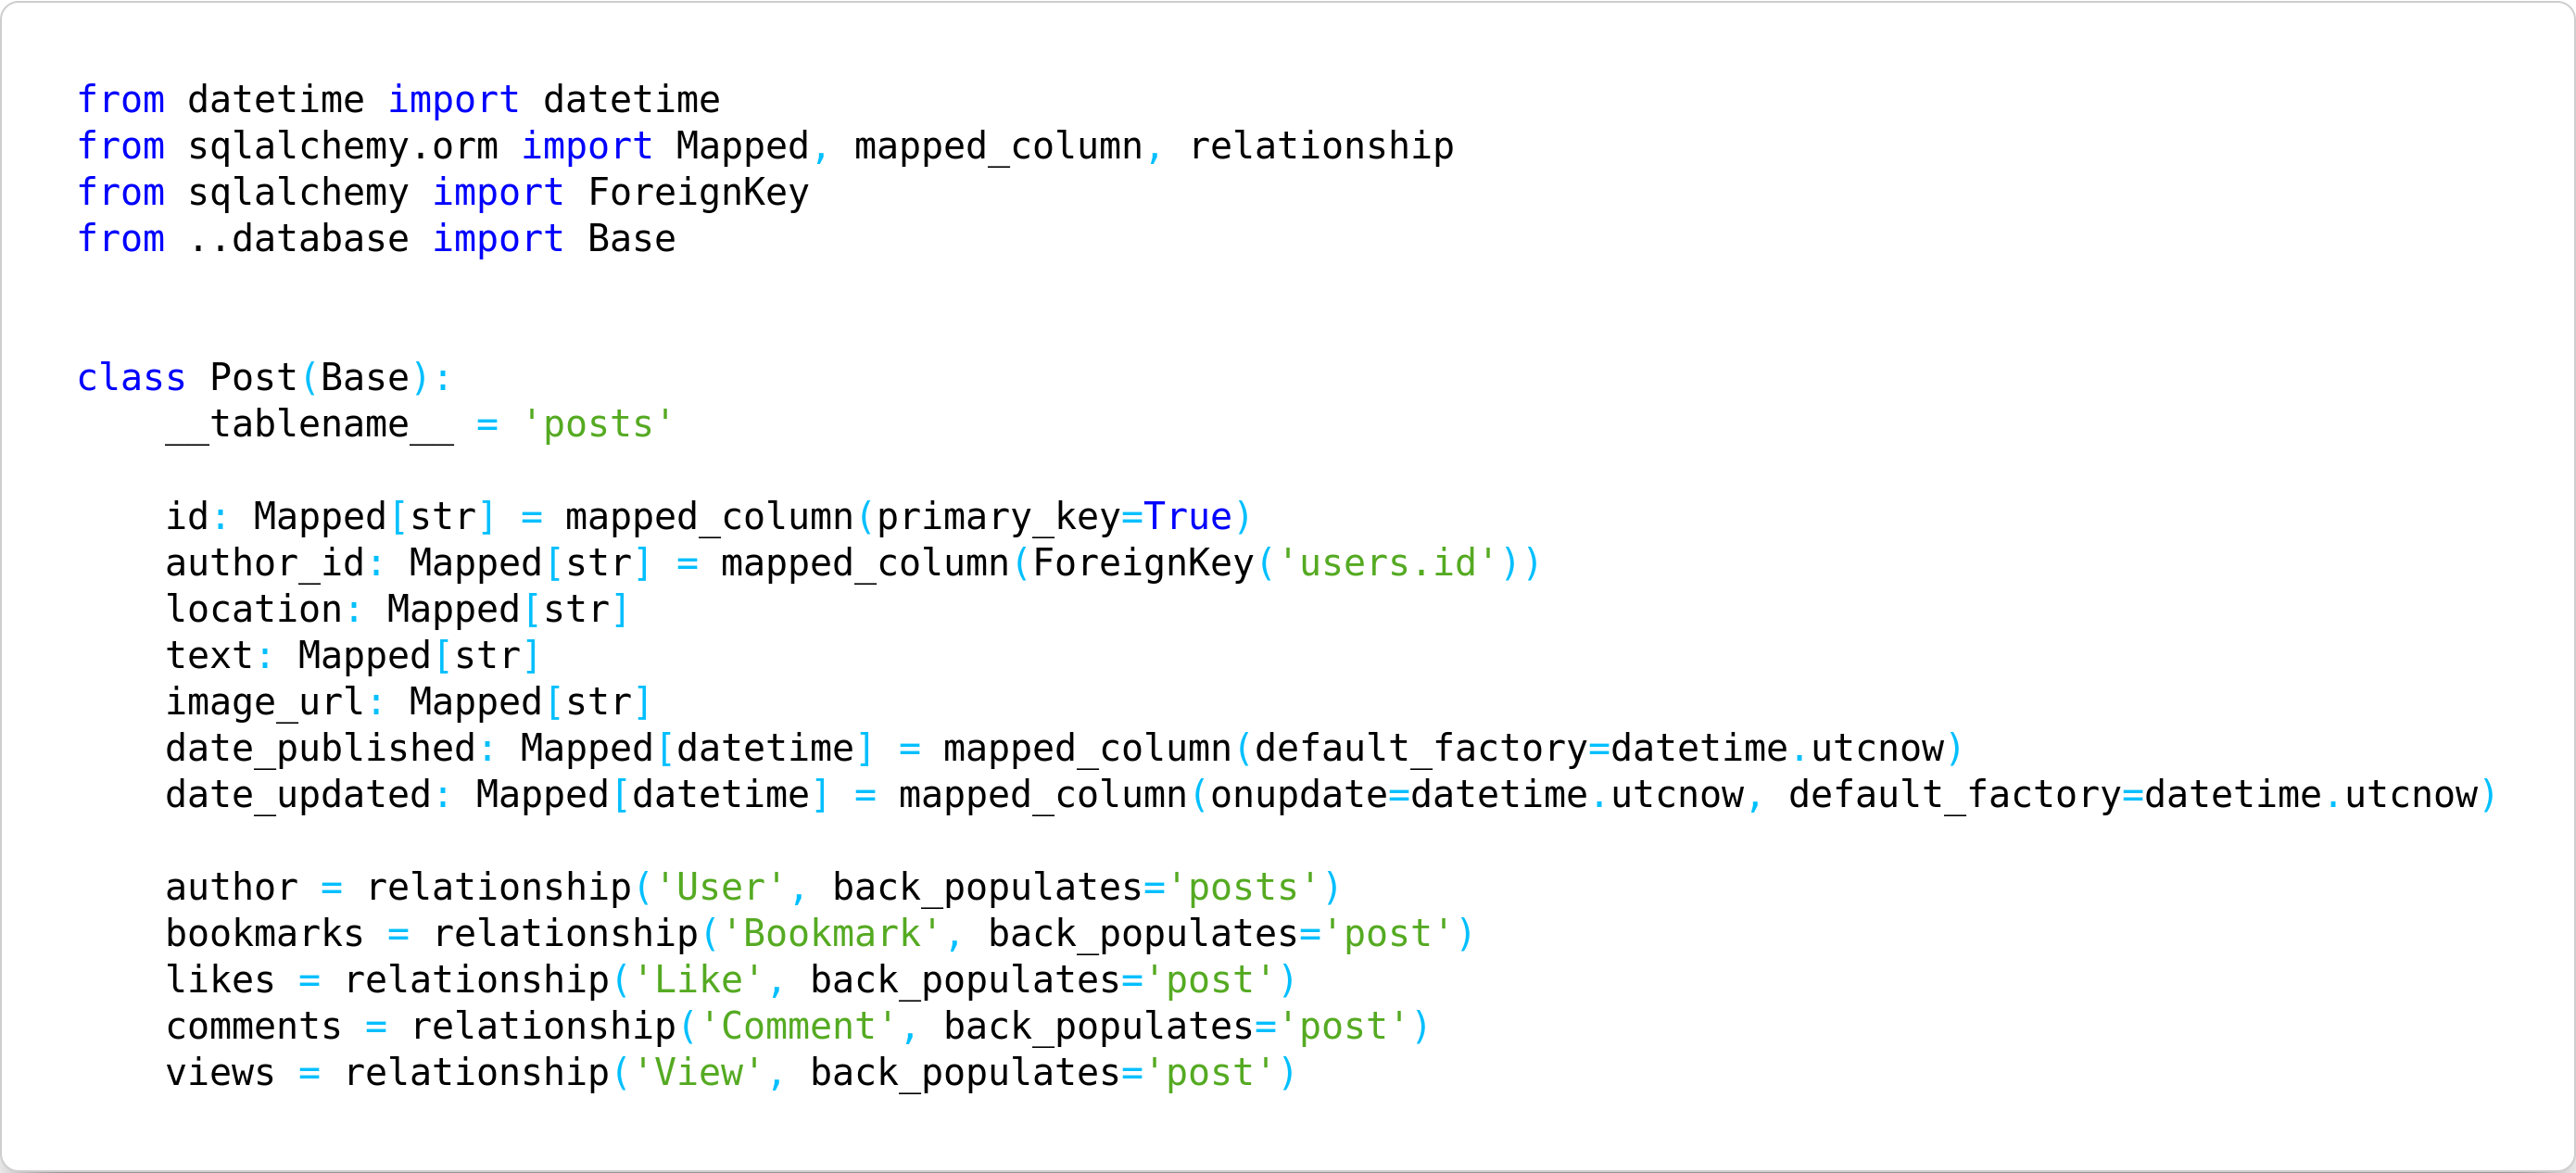 from datetime import datetime
from sqlalchemy.orm import Mapped, mapped_column, relationship
from sqlalchemy import ForeignKey
from ..database import Base


class Post(Base):
    __tablename__ = 'posts'

    id: Mapped[str] = mapped_column(primary_key=True)
    author_id: Mapped[str] = mapped_column(ForeignKey('users.id'))
    location: Mapped[str]
    text: Mapped[str]
    image_url: Mapped[str]
    date_published: Mapped[datetime] = mapped_column(default_factory=datetime.utcnow)
    date_updated: Mapped[datetime] = mapped_column(onupdate=datetime.utcnow, default_factory=datetime.utcnow)

    author = relationship('User', back_populates='posts')
    bookmarks = relationship('Bookmark', back_populates='post')
    likes = relationship('Like', back_populates='post')
    comments = relationship('Comment', back_populates='post')
    views = relationship('View', back_populates='post')